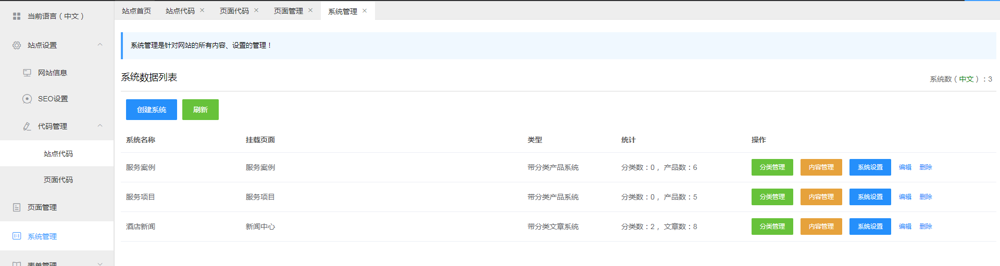 当前语言（中文）
站点设置
网站信息
SEO设置
代码管理
站点代码
页面代码
页面管理
系统管理
表单管理
站点首页 站点代码 × 页面代码 × 页面管理 × 系统管理 ×
系统管理是针对网站的所有内容、设置的管理！
系统数据列表
系统数（中文）：3
创建系统 刷新
系统名称 挂载页面 类型 统计 操作
服务案例 服务案例 带分类产品系统 分类数：0， 产品数：6 分类管理 内容管理 系统设置 编辑 删除
服务项目 服务项目 带分类产品系统 分类数：0， 产品数：5 分类管理 内容管理 系统设置 编辑 删除
酒店新闻 新闻中心 带分类文章系统 分类数：2， 文章数：8 分类管理 内容管理 系统设置 编辑 删除